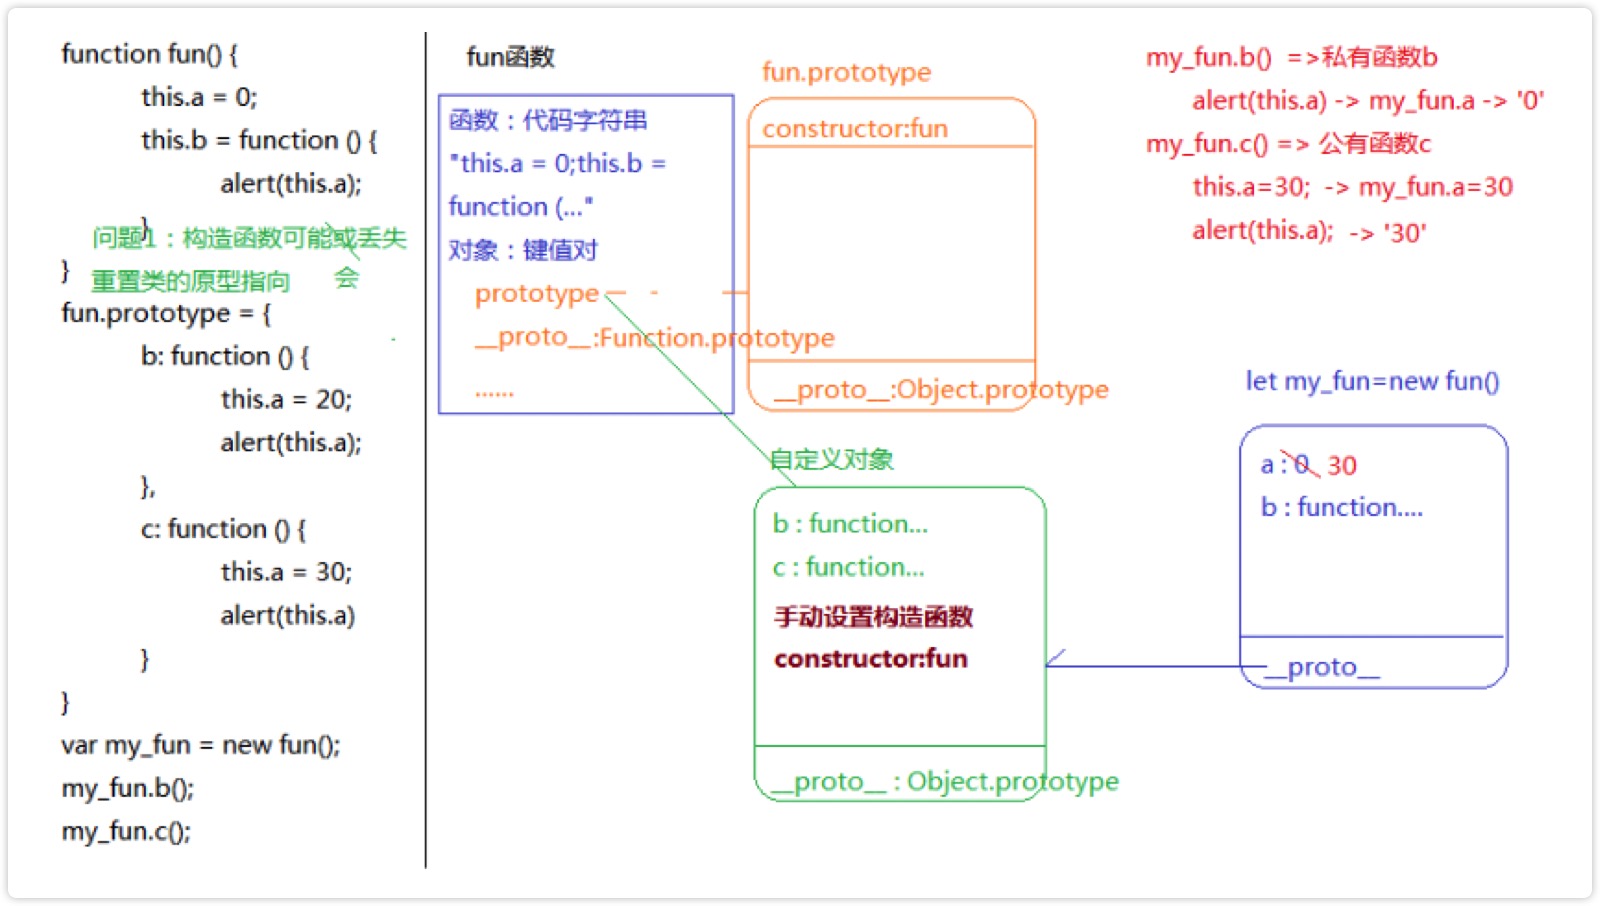 function fun() {
this.a = 0;
this.b = function () {
alert(this.a);
}
问题1：构造函数可能或丢失
会
}
重置类的原型指向
fun.prototype = {
b: function () {
this.a = 20;
alert(this.a);
},
c: function () {
this.a = 30;
alert(this.a)
}
}
var my_fun = new fun();
my_fun.b();
my_fun.c();
fun函数
函数：代码字符串
"this.a = 0;this.b =
function (..."
对象：键值对
prototype
__proto__:Function.prototype
......
fun.prototype
constructor:fun
__proto__:Object.prototype
自定义对象
b : function...
c : function...
手动设置构造函数
constructor:fun
__proto__ : Object.prototype
my_fun.b() =>私有函数b
alert(this.a) -> my_fun.a -> '0'
my_fun.c() => 公有函数c
this.a=30; -> my_fun.a=30
alert(this.a); -> '30'
let my_fun=new fun()
a : 0 30
b : function....
__proto__